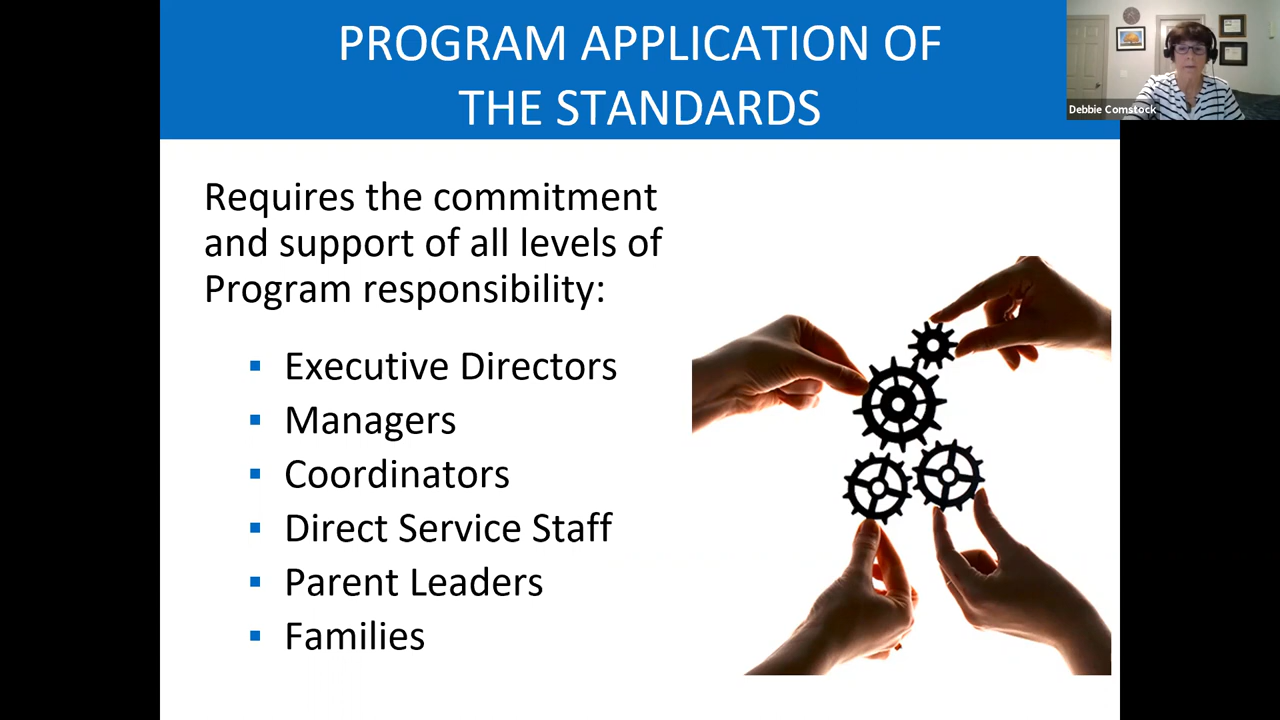 PROGRAM APPLICATION OF
THE STANDARDS
Debbie Comstock
Requires the commitment
and support of all levels of
Program responsibility:
▪ Executive Directors
▪ Managers
▪ Coordinators
▪ Direct Service Staff
▪ Parent Leaders
▪ Families